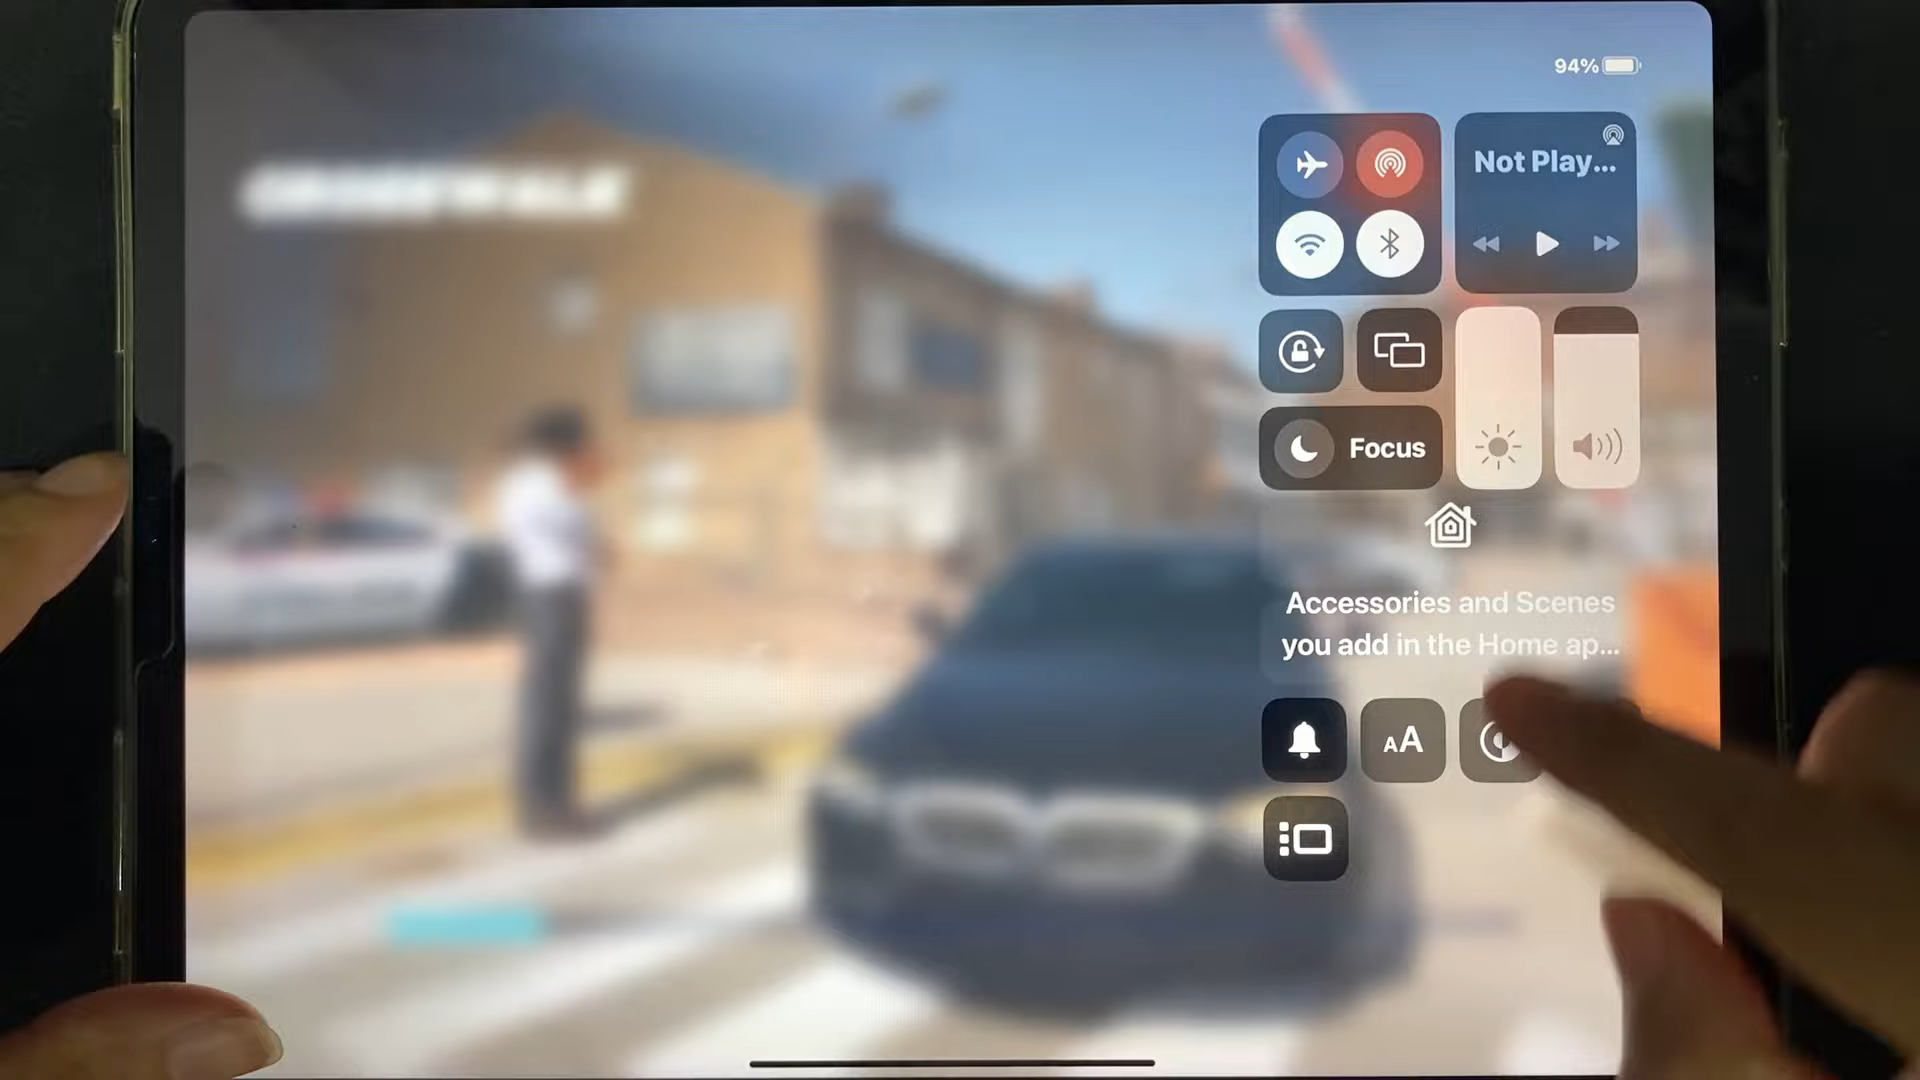 94%
Not Play...
Focus
Accessories and Scenes
you add in the Home ap...
AA